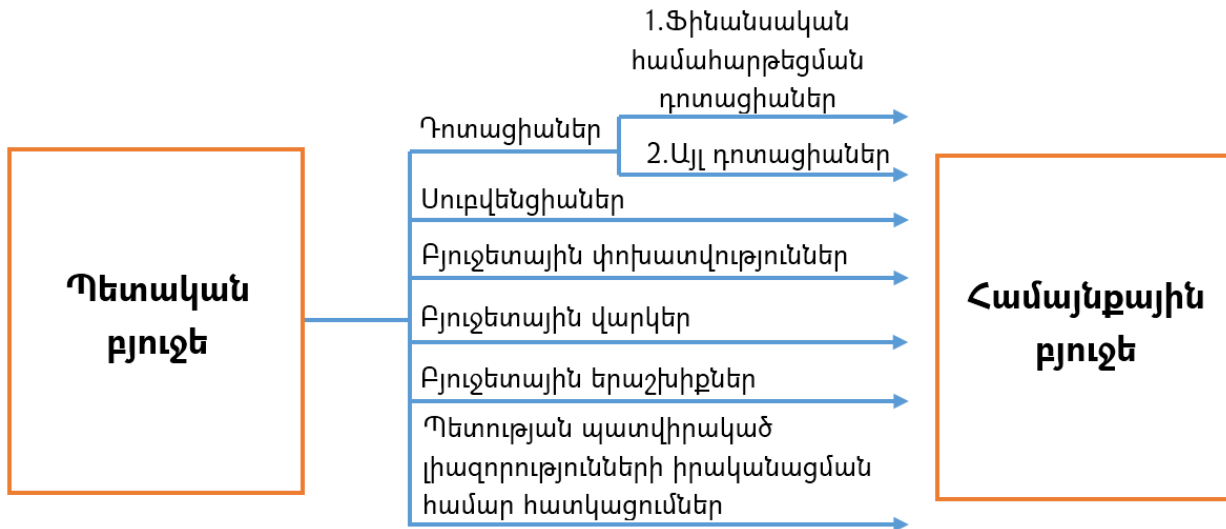 Պետական
բյուջե
Դոտացիաներ
1.Ֆինանսական
համահարթեցման
դոտացիաներ
2.Այլ դոտացիաներ
Սուբվենցիաներ
Բյուջետային փոխատվություններ
Բյուջետային վարկեր
Բյուջետային երաշխիքներ
Պետության պատվիրակած
լիազորությունների իրականացման
համար հատկացումներ
Համայնքային
բյուջե